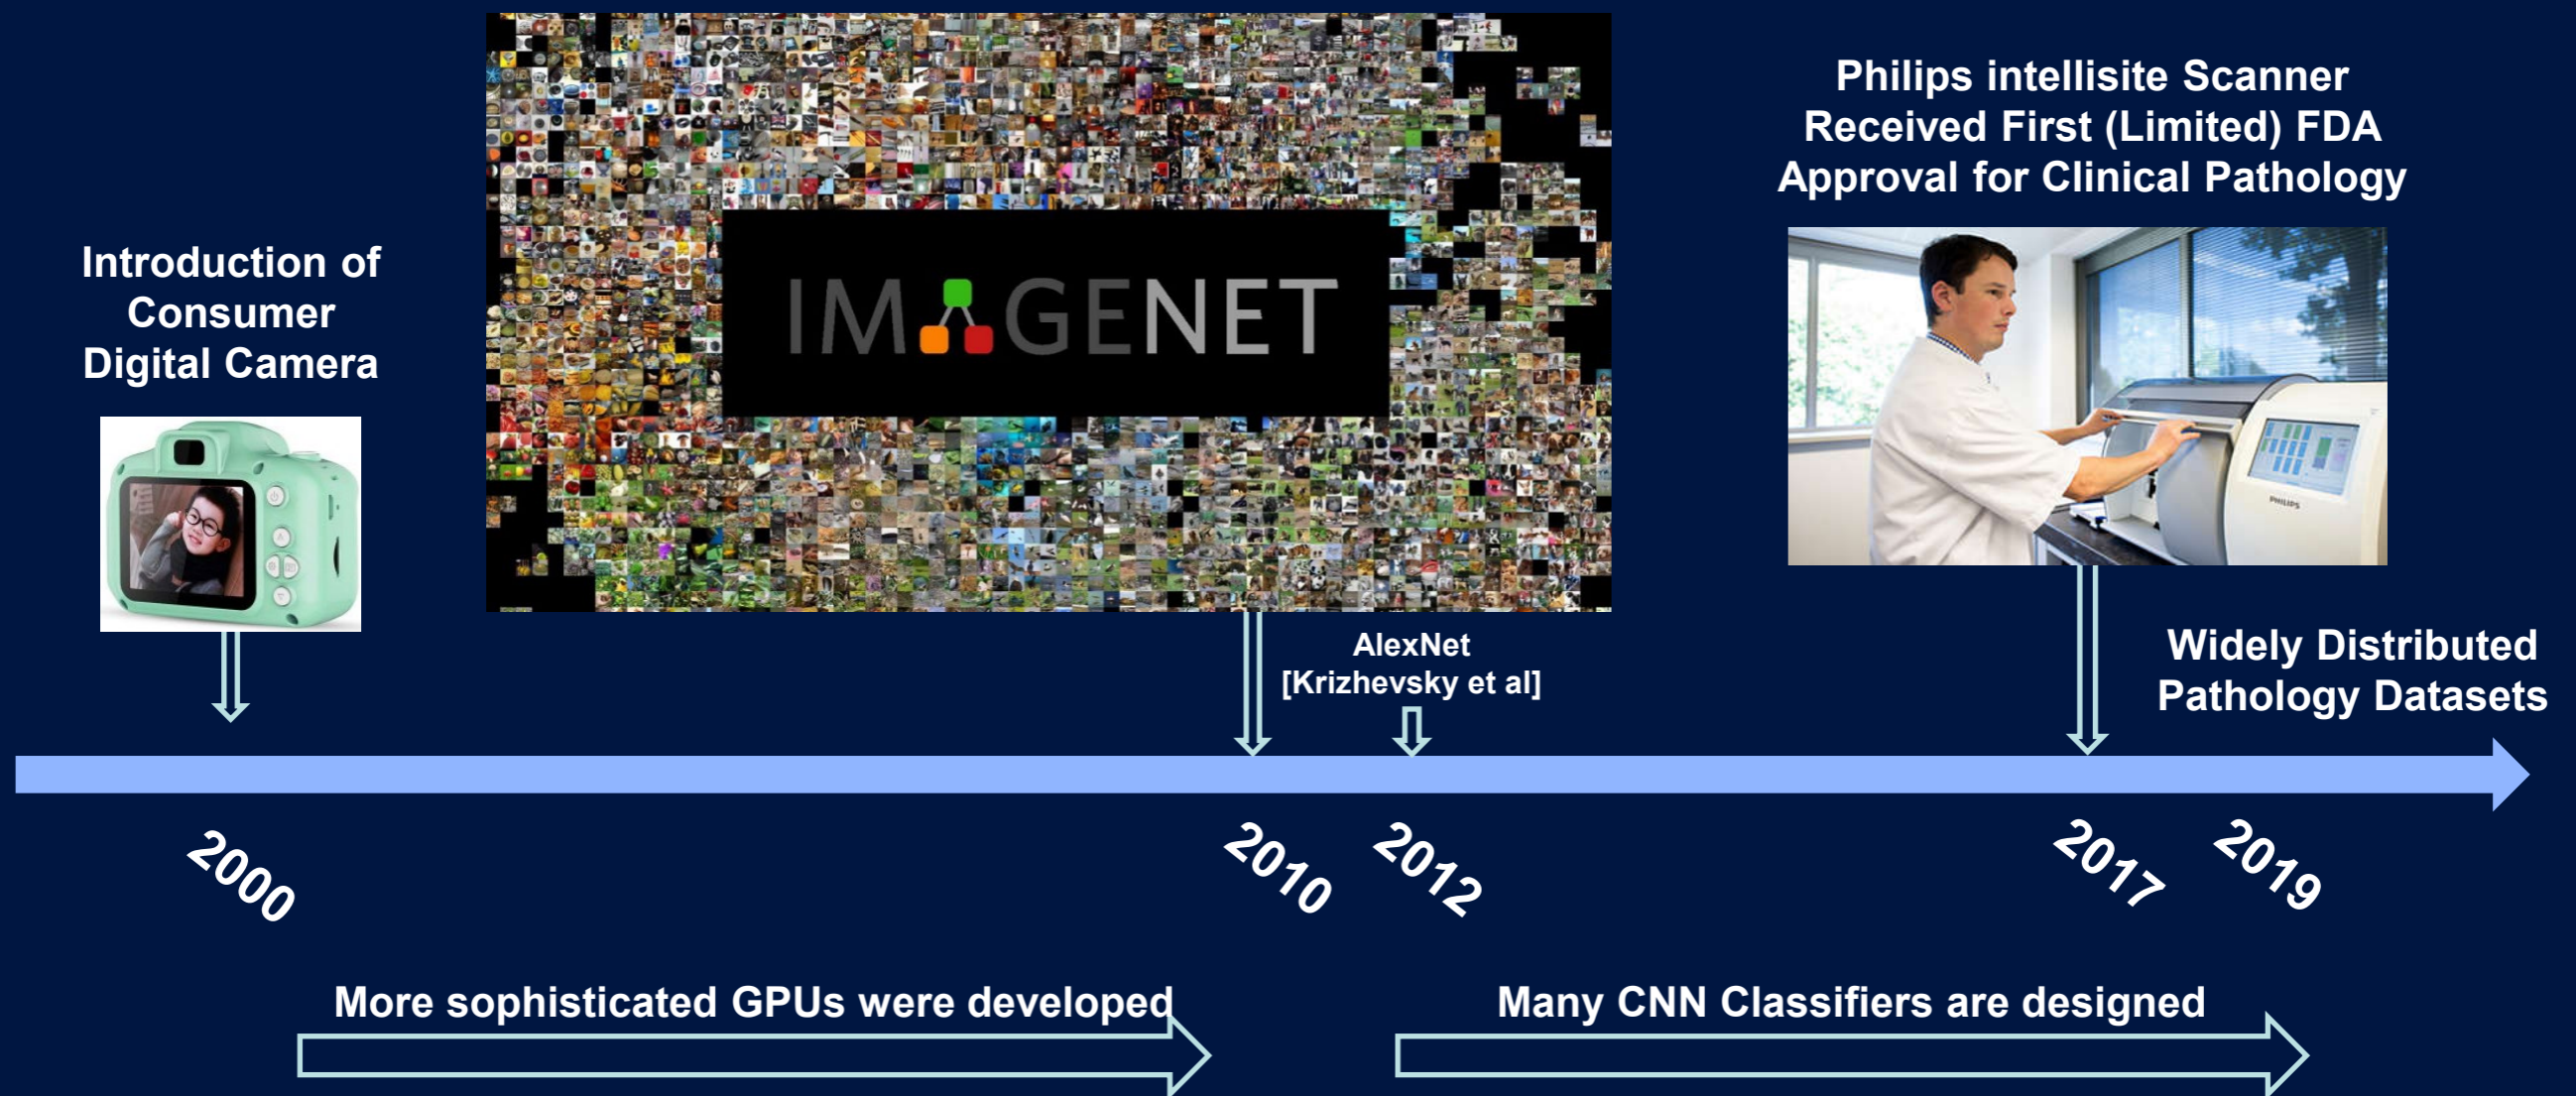 Introduction of
Consumer
Digital Camera
IMAGENET
Philips intellisite Scanner
Received First (Limited) FDA
Approval for Clinical Pathology
PHILIPS
AlexNet
[Krizhevsky et al]
Widely Distributed
Pathology Datasets
2000
2010
2012
2017
2019
More sophisticated GPUs were developed
Many CNN Classifiers are designed